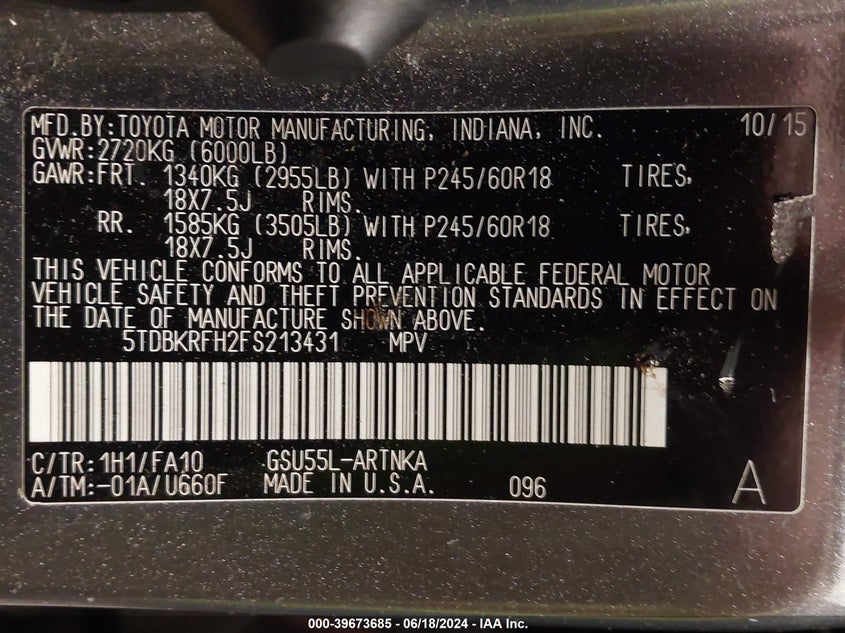 MFD.BY:TOYOTA MOTOR MANUFACTURING, INDIANA, INC. 10/15
GVWR:2720KG (6000LB)
GAWR:FRT. 1340KG (2955LB) WITH P245/60R18 TIRES,
18X7.5J RIMS.
RR. 1585KG (3505LB) WITH P245/60R18 TIRES,
18X7.5J RIMS.
THIS VEHICLE CONFORMS TO ALL APPLICABLE FEDERAL MOTOR
VEHICLE SAFETY AND THEFT PREVENTION STANDARDS IN EFFECT ON
THE DATE OF MANUFACTURE SHOWN ABOVE.
5TDBKRFH2FS213431 MPV
C/TR:1H1/FA10 GSU55L-ARTNKA
A/TM:-01A/U660F MADE IN U.S.A. 096 A
000-39673685 / 06/18/2024 - IAA Inc.